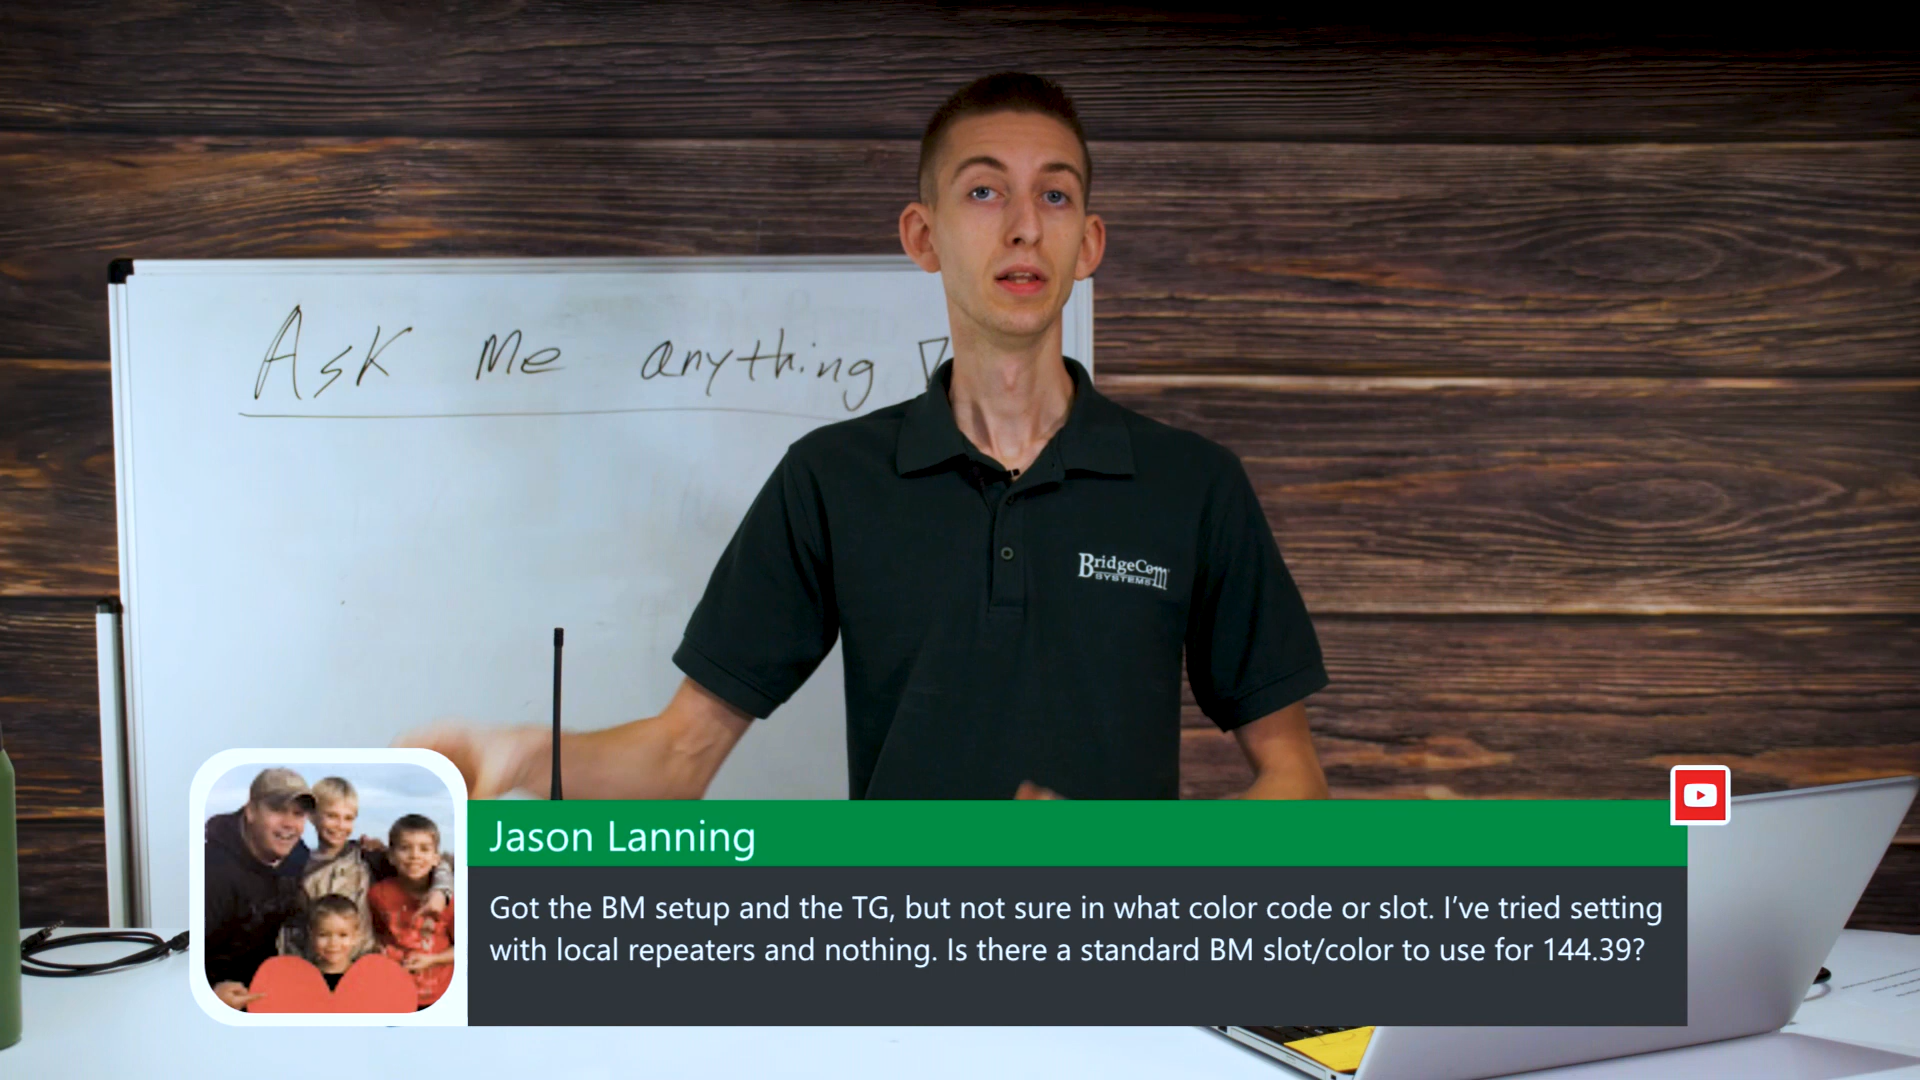 Ask Me anything
BridgeCom
SYSTEMS
Jason Lanning
Got the BM setup and the TG, but not sure in what color code or slot. I’ve tried setting
with local repeaters and nothing. Is there a standard BM slot/color to use for 144.39?